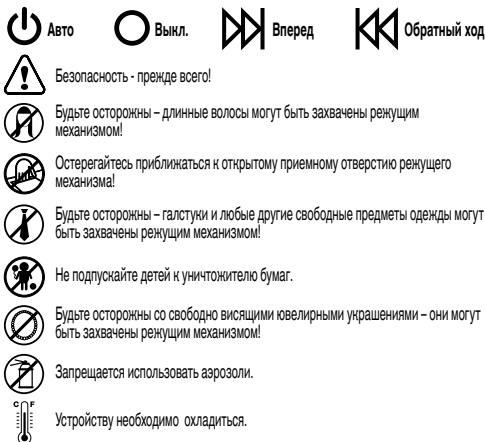 Авто Выкл. Вперед Обратный ход
Безопасность - прежде всего!
Будьте осторожны – длинные волосы могут быть захвачены режущим
механизмом!
Остерегайтесь приближаться к открытому приемному отверстию режущего
механизма!
Будьте осторожны – галстуки и любые другие свободные предметы одежды могут
быть захвачены режущим механизмом!
Не подпускайте детей к уничтожителю бумаг.
Будьте осторожны со свободно висящими ювелирными украшениями – они могут
быть захвачены режущим механизмом!
Запрещается использовать аэрозоли.
C F
Устройству необходимо охладиться.